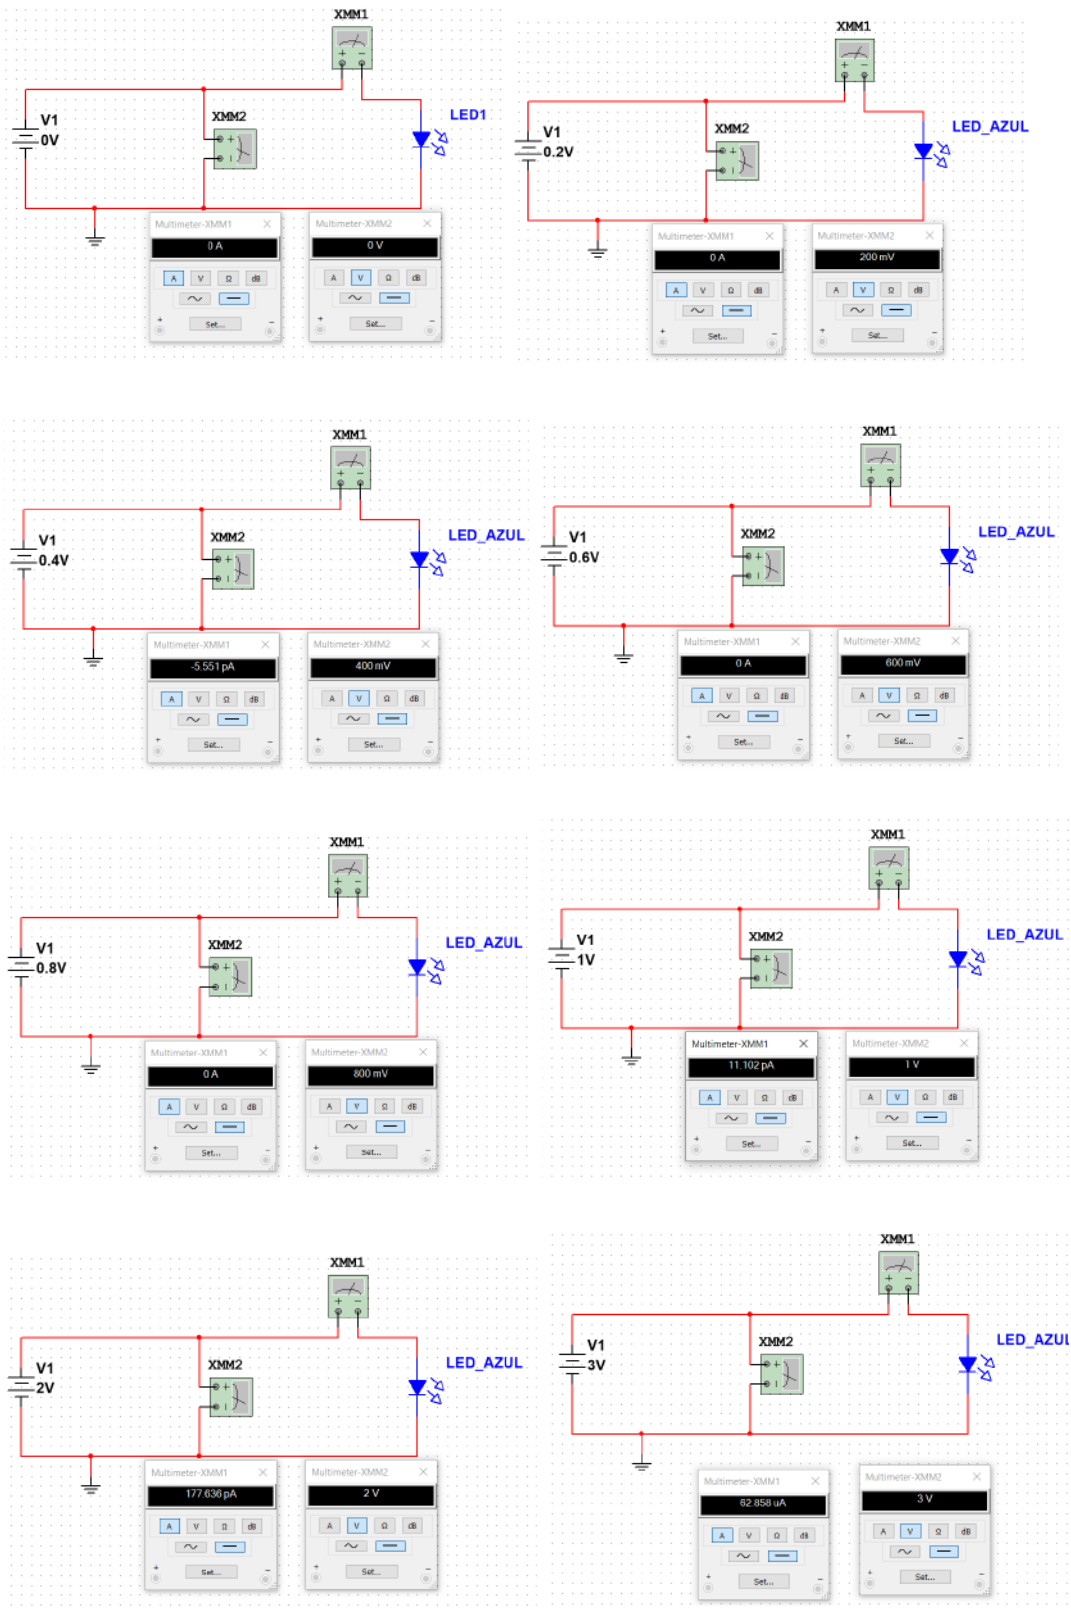 XMM1
+ −
LED1
V1
0V
XMM2
+
Multimeter-XMM1 ×
0 A
A V Ω dB
Set...
+ −
Multimeter-XMM2 ×
0 V
A V Ω dB
Set...
+ −
XMM1
+ −
LED_AZUL
V1
0.2V
XMM2
+
Multimeter-XMM1 ×
0 A
A V Ω dB
Set...
+ −
Multimeter-XMM2 ×
200 mV
A V Ω dB
Set...
+ −
XMM1
+ −
LED_AZUL
V1
0.4V
XMM2
+
Multimeter-XMM1 ×
-5.551 pA
A V Ω dB
Set...
+ −
Multimeter-XMM2 ×
400 mV
A V Ω dB
Set...
+ −
XMM1
+ −
LED_AZUL
V1
0.6V
XMM2
+
Multimeter-XMM1 ×
0 A
A V Ω dB
Set...
+ −
Multimeter-XMM2 ×
600 mV
A V Ω dB
Set...
+ −
XMM1
+ −
LED_AZUL
V1
0.8V
XMM2
+
Multimeter-XMM1 ×
0 A
A V Ω dB
Set...
+ −
Multimeter-XMM2 ×
800 mV
A V Ω dB
Set...
+ −
XMM1
+ −
LED_AZUL
V1
1V
XMM2
+
Multimeter-XMM1 ×
11.102 pA
A V Ω dB
Set...
+ −
Multimeter-XMM2 ×
1 V
A V Ω dB
Set...
+ −
XMM1
+ −
LED_AZUL
V1
2V
XMM2
+
Multimeter-XMM1 ×
177.636 pA
A V Ω dB
Set...
+ −
Multimeter-XMM2 ×
2 V
A V Ω dB
Set...
+ −
XMM1
+ −
LED_AZUL
V1
3V
XMM2
+
Multimeter-XMM1 ×
62.858 uA
A V Ω dB
Set...
+ −
Multimeter-XMM2 ×
3 V
A V Ω dB
Set...
+ −